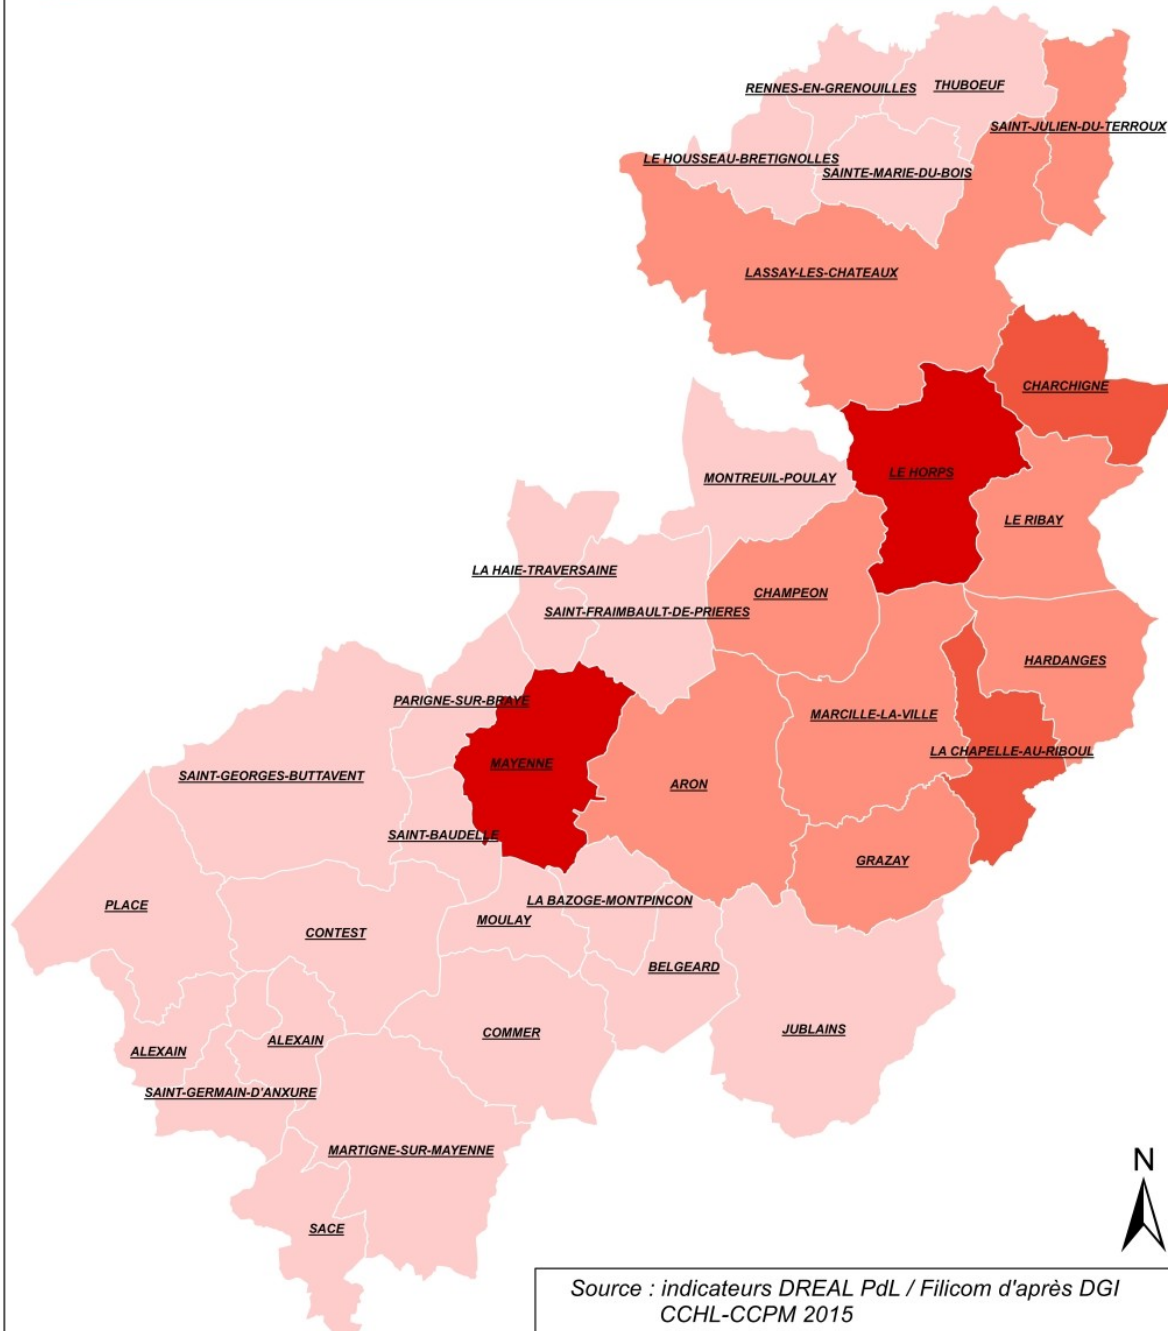 RENNES-EN-GRENOUILLES
THUBOEUF
SAINT-JULIEN-DU-TERROUX
LE HOUSSEAU-BRETIGNOLLES
SAINTE-MARIE-DU-BOIS
LASSAY-LES-CHATEAUX
CHARCHIGNE
LE HORPS
MONTREUIL-POULAY
LE RIBAY
LA HAIE-TRAVERSAINE
CHAMPEON
SAINT-FRAIMBAULT-DE-PRIERES
HARDANGES
PARIGNE-SUR-BRAYE
MARCILLE-LA-VILLE
LA CHAPELLE-AU-RIBOUL
MAYENNE
SAINT-GEORGES-BUTTAVENT
ARON
SAINT-BAUDELLE
GRAZAY
PLACE
LA BAZOGE-MONTPINCON
MOULAY
CONTEST
BELGEARD
JUBLAINS
COMMER
ALEXAIN
ALEXAIN
SAINT-GERMAIN-D'ANXURE
MARTIGNE-SUR-MAYENNE
N
SACE
Source : indicateurs DREAL PdL / Filicom d'après DGI
CCHL-CCPM 2015